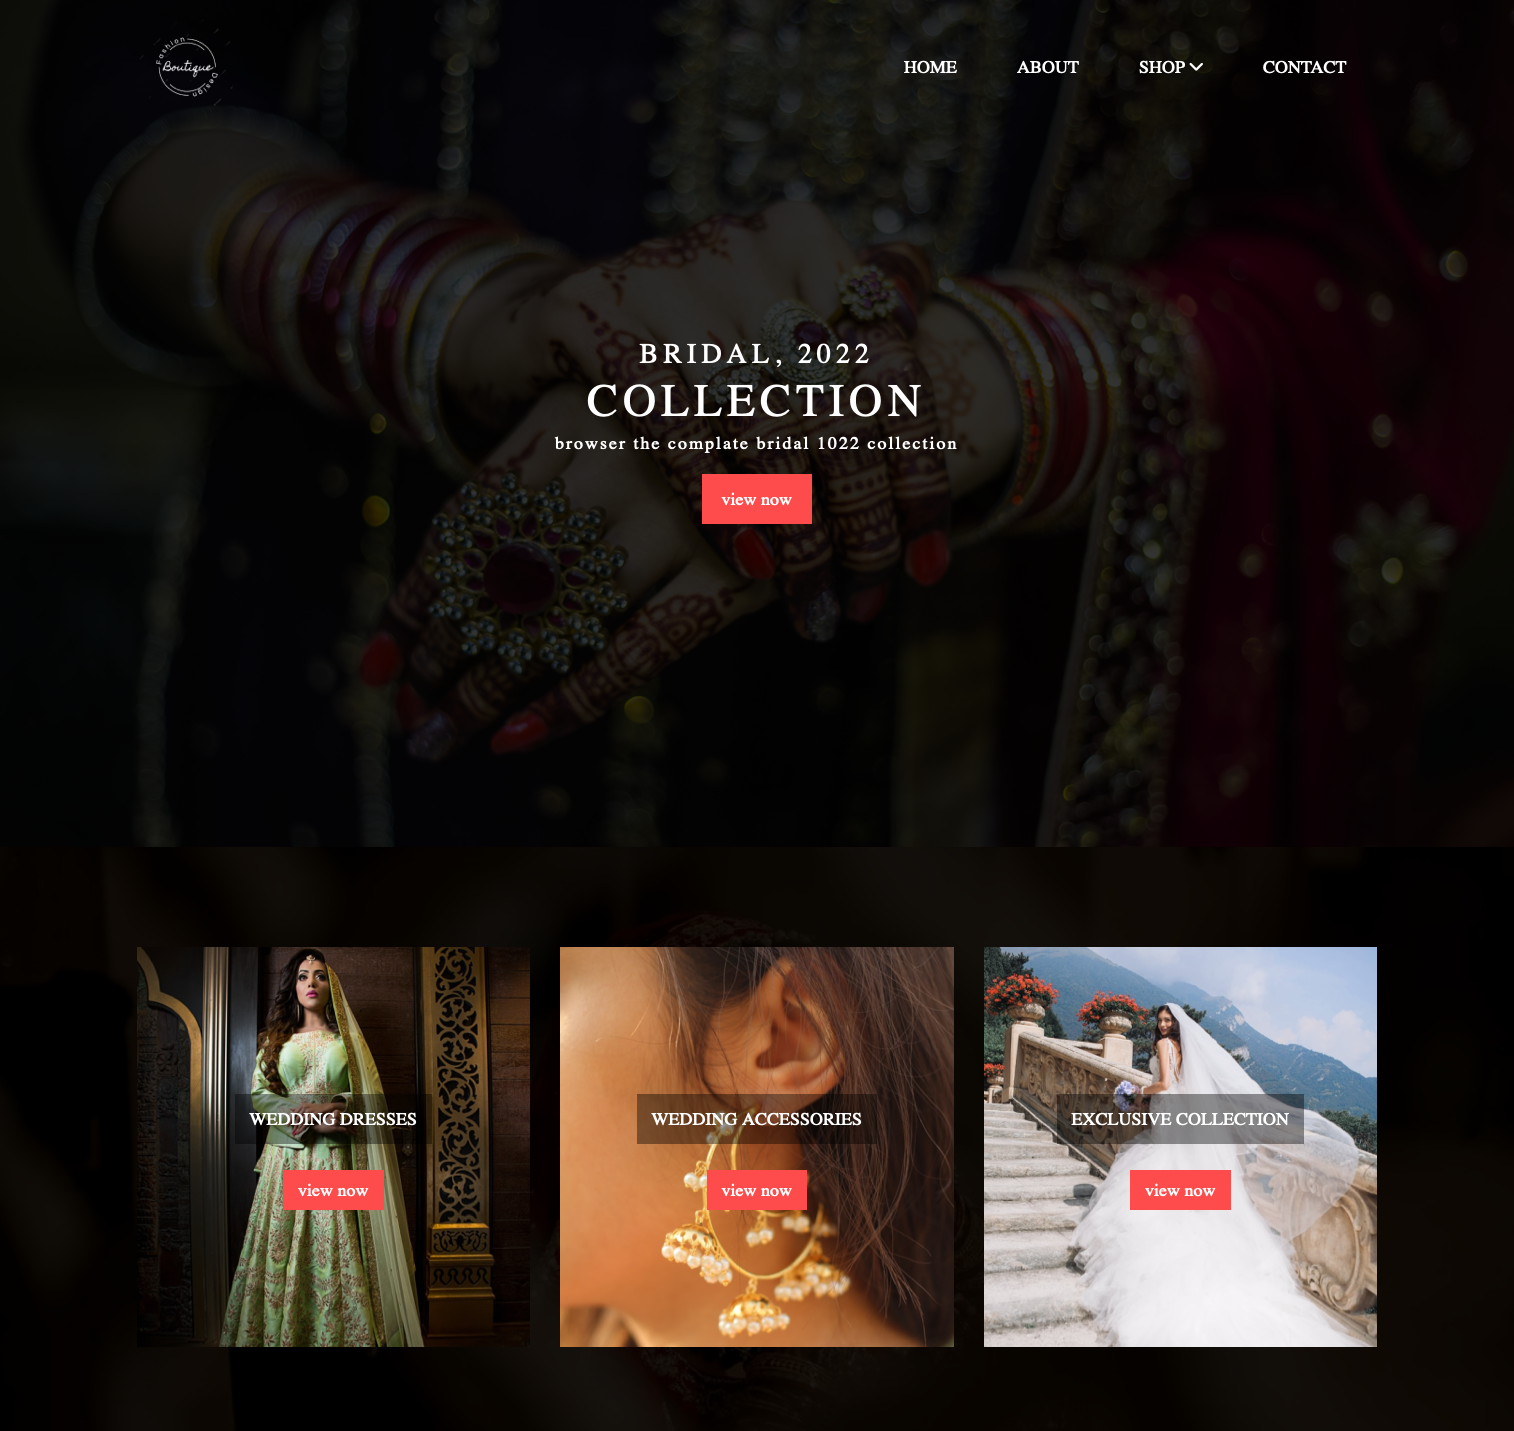 Fashion
Boutique
Design
HOME ABOUT SHOP CONTACT
BRIDAL, 2022
COLLECTION
browser the complate bridal 1022 collection
view now
WEDDING DRESSES WEDDING ACCESSORIES EXCLUSIVE COLLECTION
view now view now view now